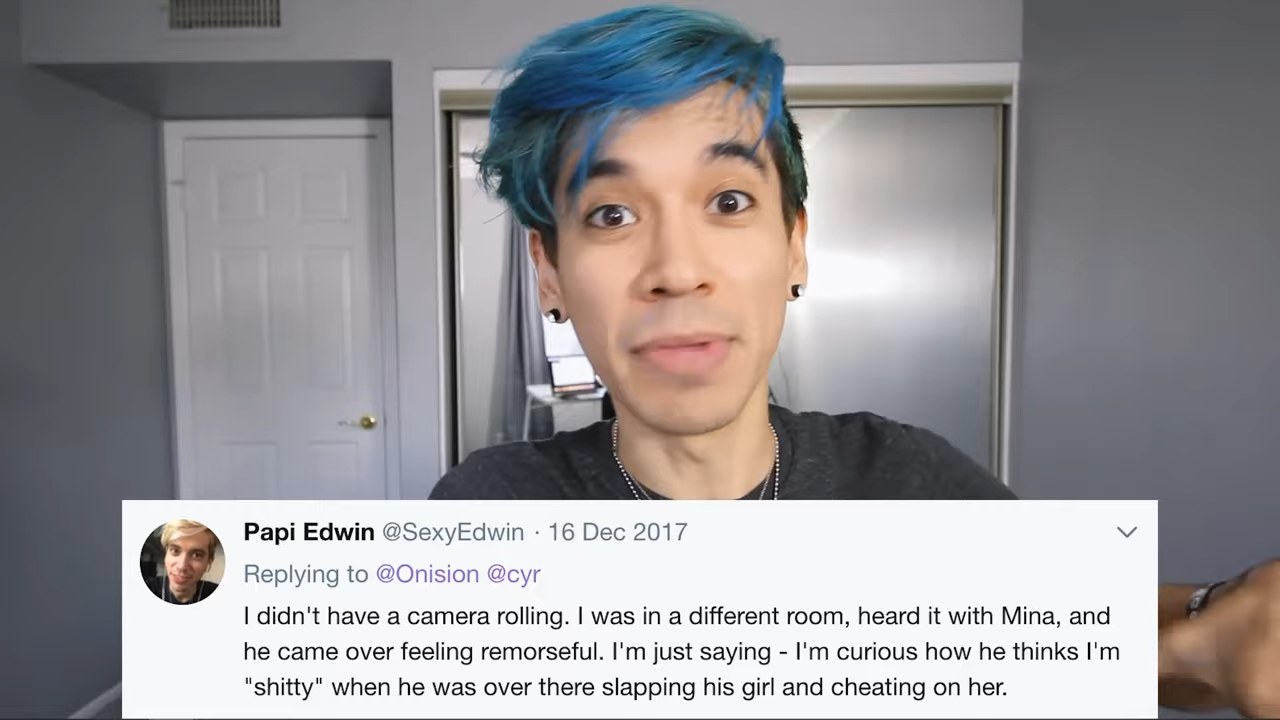 Papi Edwin @SexyEdwin · 16 Dec 2017
Replying to @Onision @cyr
I didn't have a camera rolling. I was in a different room, heard it with Mina, and
he came over feeling remorseful. I'm just saying - I'm curious how he thinks I'm
"shitty" when he was over there slapping his girl and cheating on her.